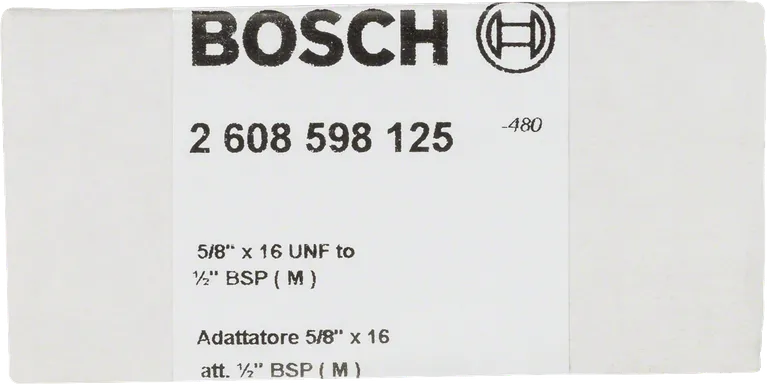 BOSCH
2 608 598 125 -480
5/8" x 16 UNF to
½" BSP ( M )
Adattatore 5/8" x 16
att. ½" BSP ( M )